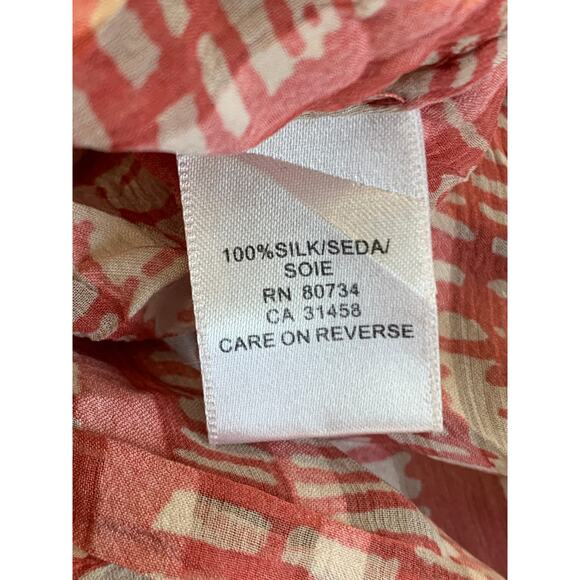 100%SILK/SEDA/
SOIE
RN 80734
CA 31458
CARE ON REVERSE